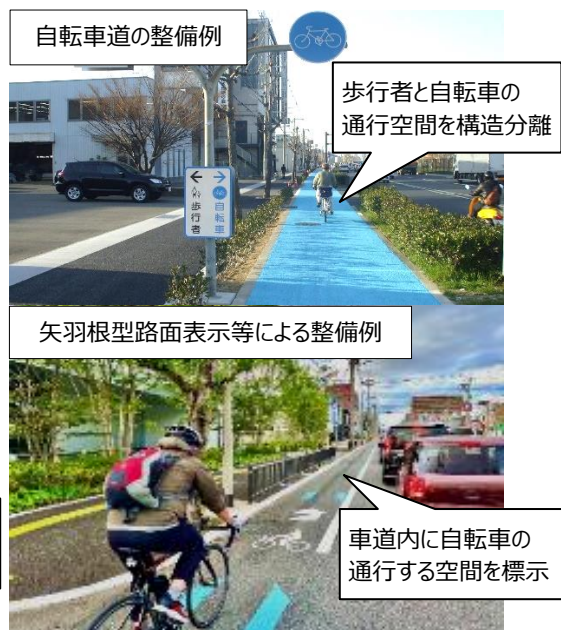 自転車道の整備例
歩行者と自転車の
通行空間を構造分離
← →
歩行者
自転車
矢羽根型路面表示等による整備例
車道内に自転車の
通行する空間を標示